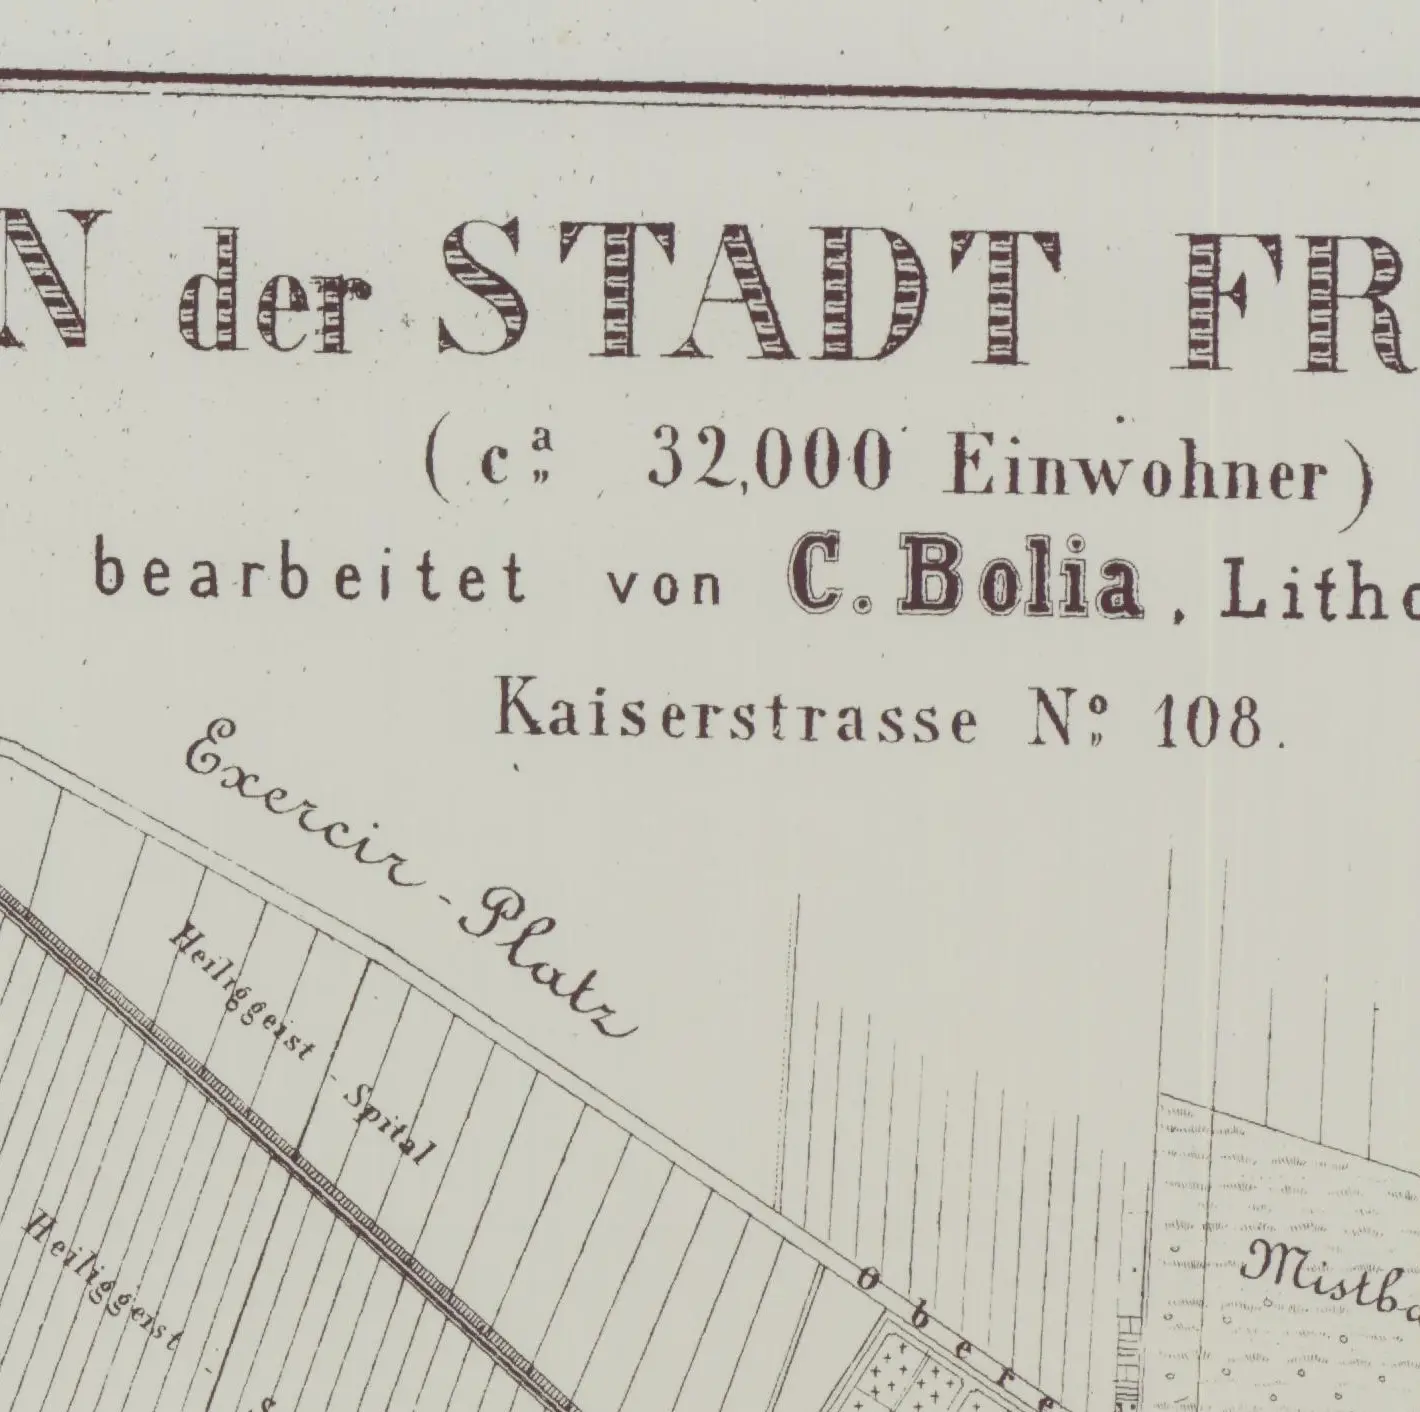 N der STADT FR
(ca 32,000 Einwohner)
bearbeitet von C. Bolia, Litho
Kaiserstrasse No 108.
Exercir-Platz
Heiliggeist - Spital
Heiliggeist - S
Obere
Mistba